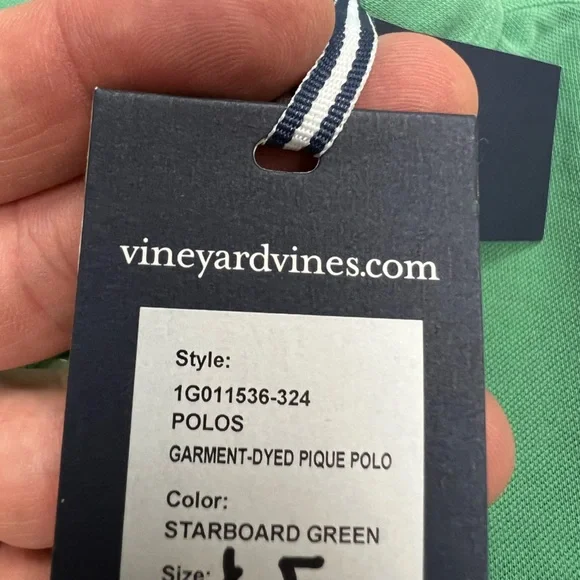 vineyardvines.com
Style:
1G011536-324
POLOS
GARMENT-DYED PIQUE POLO
Color:
STARBOARD GREEN
Size: